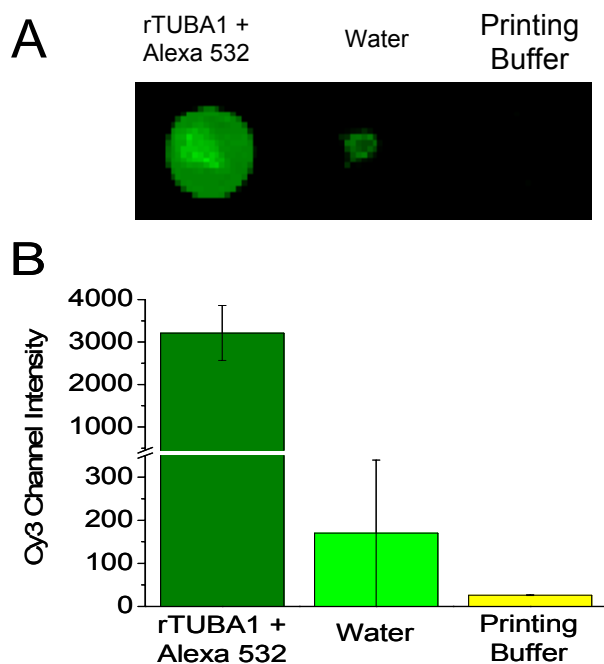 A
rTUBA1 +
Alexa 532
Water
Printing
Buffer
B
Cy3 Channel Intensity
4000
3000
2000
1000
300
200
100
0
rTUBA1 +
Alexa 532
Water
Printing
Buffer